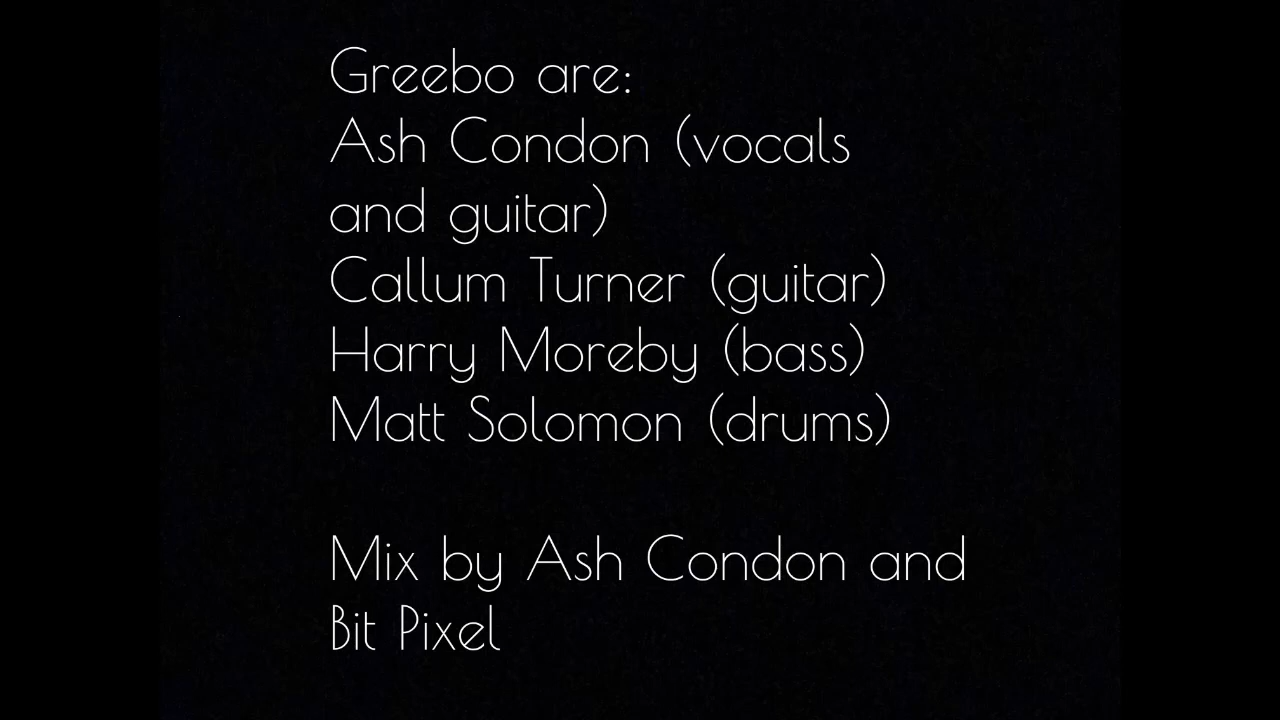 Greebo are:
Ash Condon (vocals
and guitar)
Callum Turner (guitar)
Harry Moreby (bass)
Matt Solomon (drums)
Mix by Ash Condon and
Bit Pixel